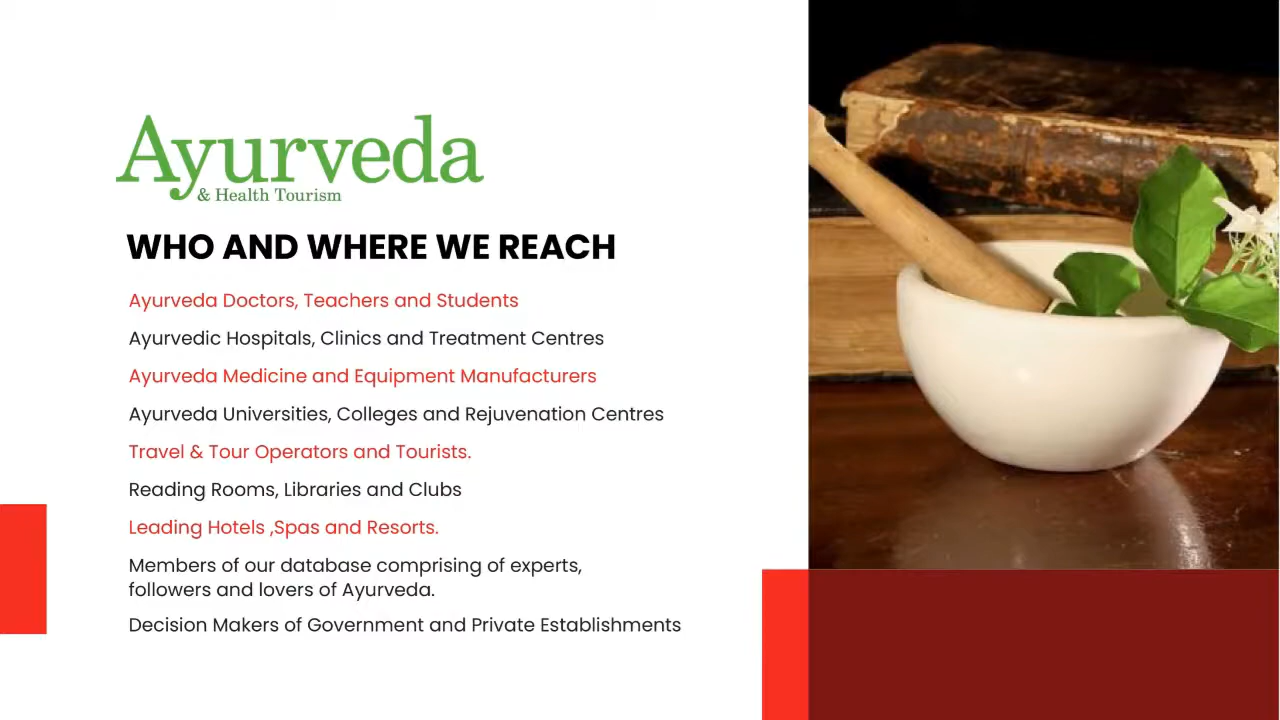 Ayurveda
& Health Tourism
WHO AND WHERE WE REACH
Ayurveda Doctors, Teachers and Students
Ayurvedic Hospitals, Clinics and Treatment Centres
Ayurveda Medicine and Equipment Manufacturers
Ayurveda Universities, Colleges and Rejuvenation Centres
Travel & Tour Operators and Tourists.
Reading Rooms, Libraries and Clubs
Leading Hotels ,Spas and Resorts.
Members of our database comprising of experts,
followers and lovers of Ayurveda.
Decision Makers of Government and Private Establishments